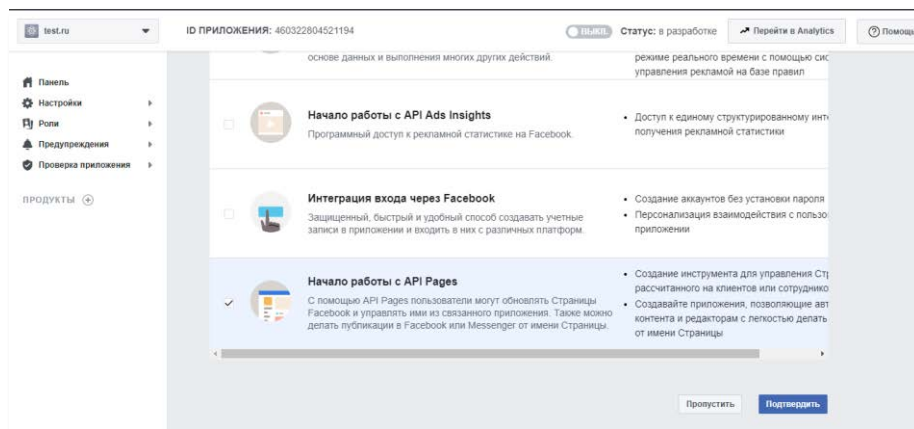 test.ru
ID ПРИЛОЖЕНИЯ: 460322804521194
ВЫКЛ.
Статус: в разработке
Перейти в Analytics
Помощь
основе данных и выполнения многих других действий.
режиме реального времени с помощью сис
управления рекламой на базе правил
Панель
Настройки
Роли
Предупреждения
Проверка приложения
ПРОДУКТЫ
Начало работы с API Ads Insights
Программный доступ к рекламной статистике на Facebook.
Доступ к единому структурированному инте
получения рекламной статистики
Интеграция входа через Facebook
Защищенный, быстрый и удобный способ создавать учетные
записи в приложении и входить в них с различных платформ.
Создание аккаунтов без установки пароля
Персонализация взаимодействия с пользо
приложении
Начало работы с API Pages
С помощью API Pages пользователи могут обновлять Страницы
Facebook и управлять ими из связанного приложения. Также можно
делать публикации в Facebook или Messenger от имени Страницы.
Создание инструмента для управления Стр
рассчитанного на клиентов или сотруднико
Создавайте приложения, позволяющие авт
контента и редакторам с легкостью делать
от имени Страницы
Пропустить
Подтвердить